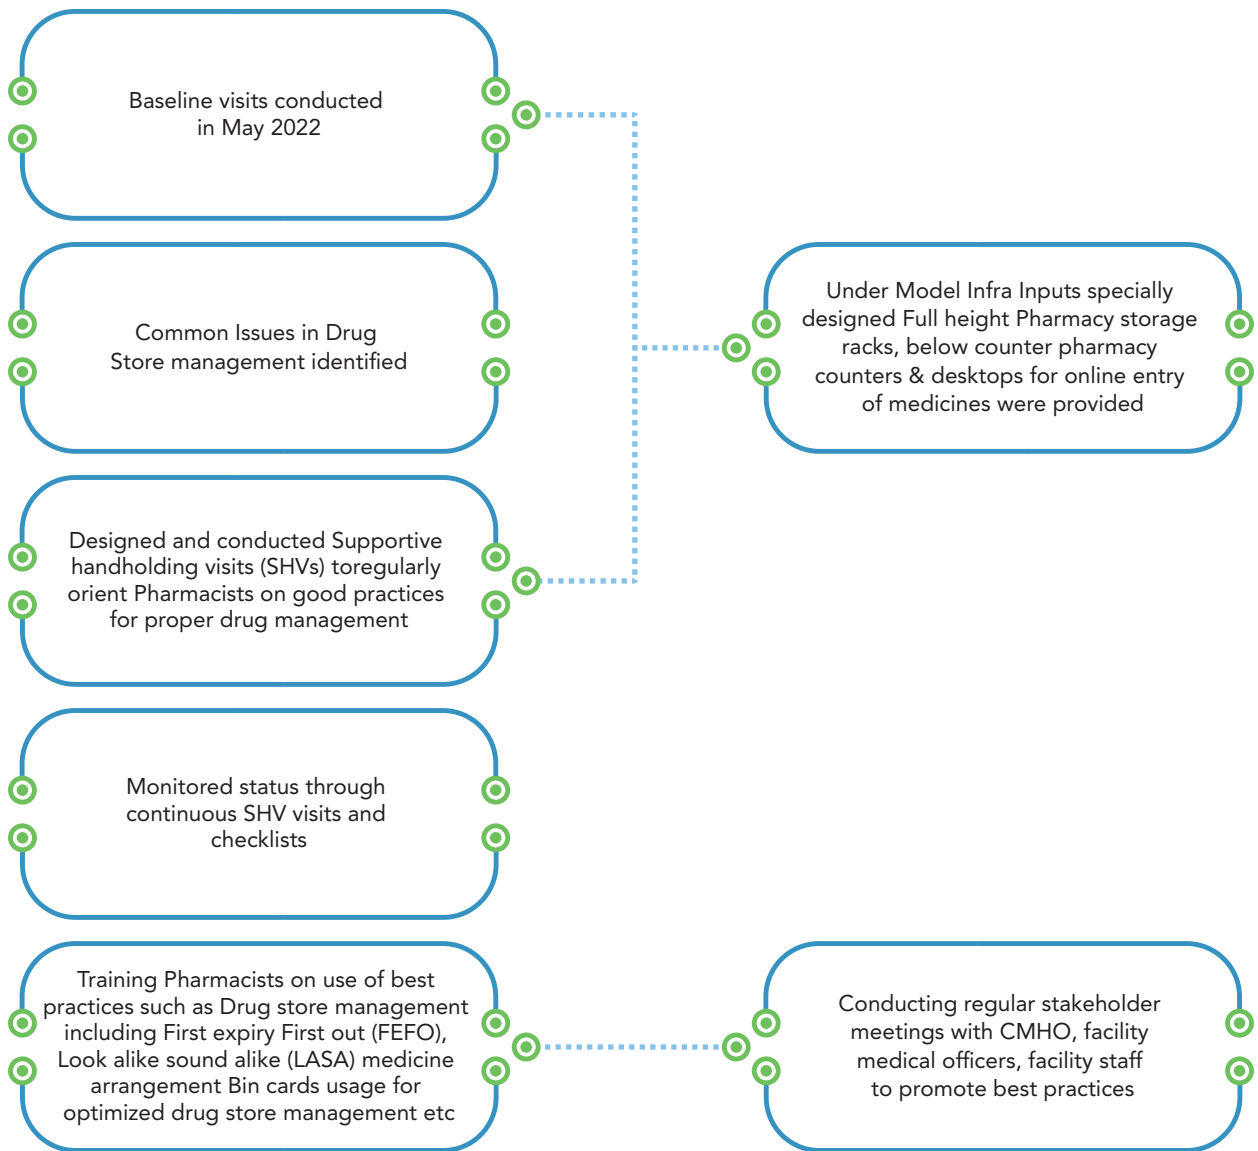 Baseline visits conducted
in May 2022
Common Issues in Drug
Store management identified
Under Model Infra Inputs specially
designed Full height Pharmacy storage
racks, below counter pharmacy
counters & desktops for online entry
of medicines were provided
Designed and conducted Supportive
handholding visits (SHVs) toregularly
orient Pharmacists on good practices
for proper drug management
Monitored status through
continuous SHV visits and
checklists
Training Pharmacists on use of best
practices such as Drug store management
including First expiry First out (FEFO),
Look alike sound alike (LASA) medicine
arrangement Bin cards usage for
optimized drug store management etc
Conducting regular stakeholder
meetings with CMHO, facility
medical officers, facility staff
to promote best practices